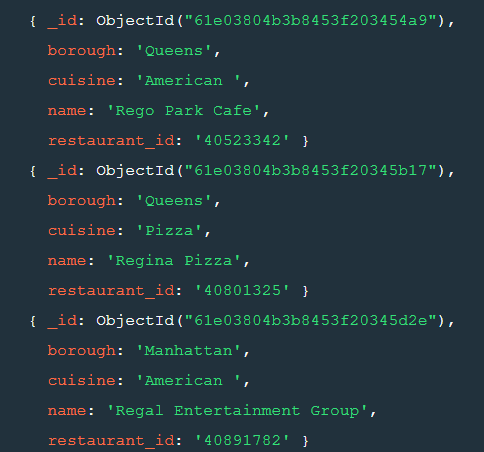 { _id: ObjectId("61e03804b3b8453f203454a9"),
borough: 'Queens',
cuisine: 'American ',
name: 'Rego Park Cafe',
restaurant_id: '40523342' }
{ _id: ObjectId("61e03804b3b8453f20345b17"),
borough: 'Queens',
cuisine: 'Pizza',
name: 'Regina Pizza',
restaurant_id: '40801325' }
{ _id: ObjectId("61e03804b3b8453f20345d2e"),
borough: 'Manhattan',
cuisine: 'American ',
name: 'Regal Entertainment Group',
restaurant_id: '40891782' }